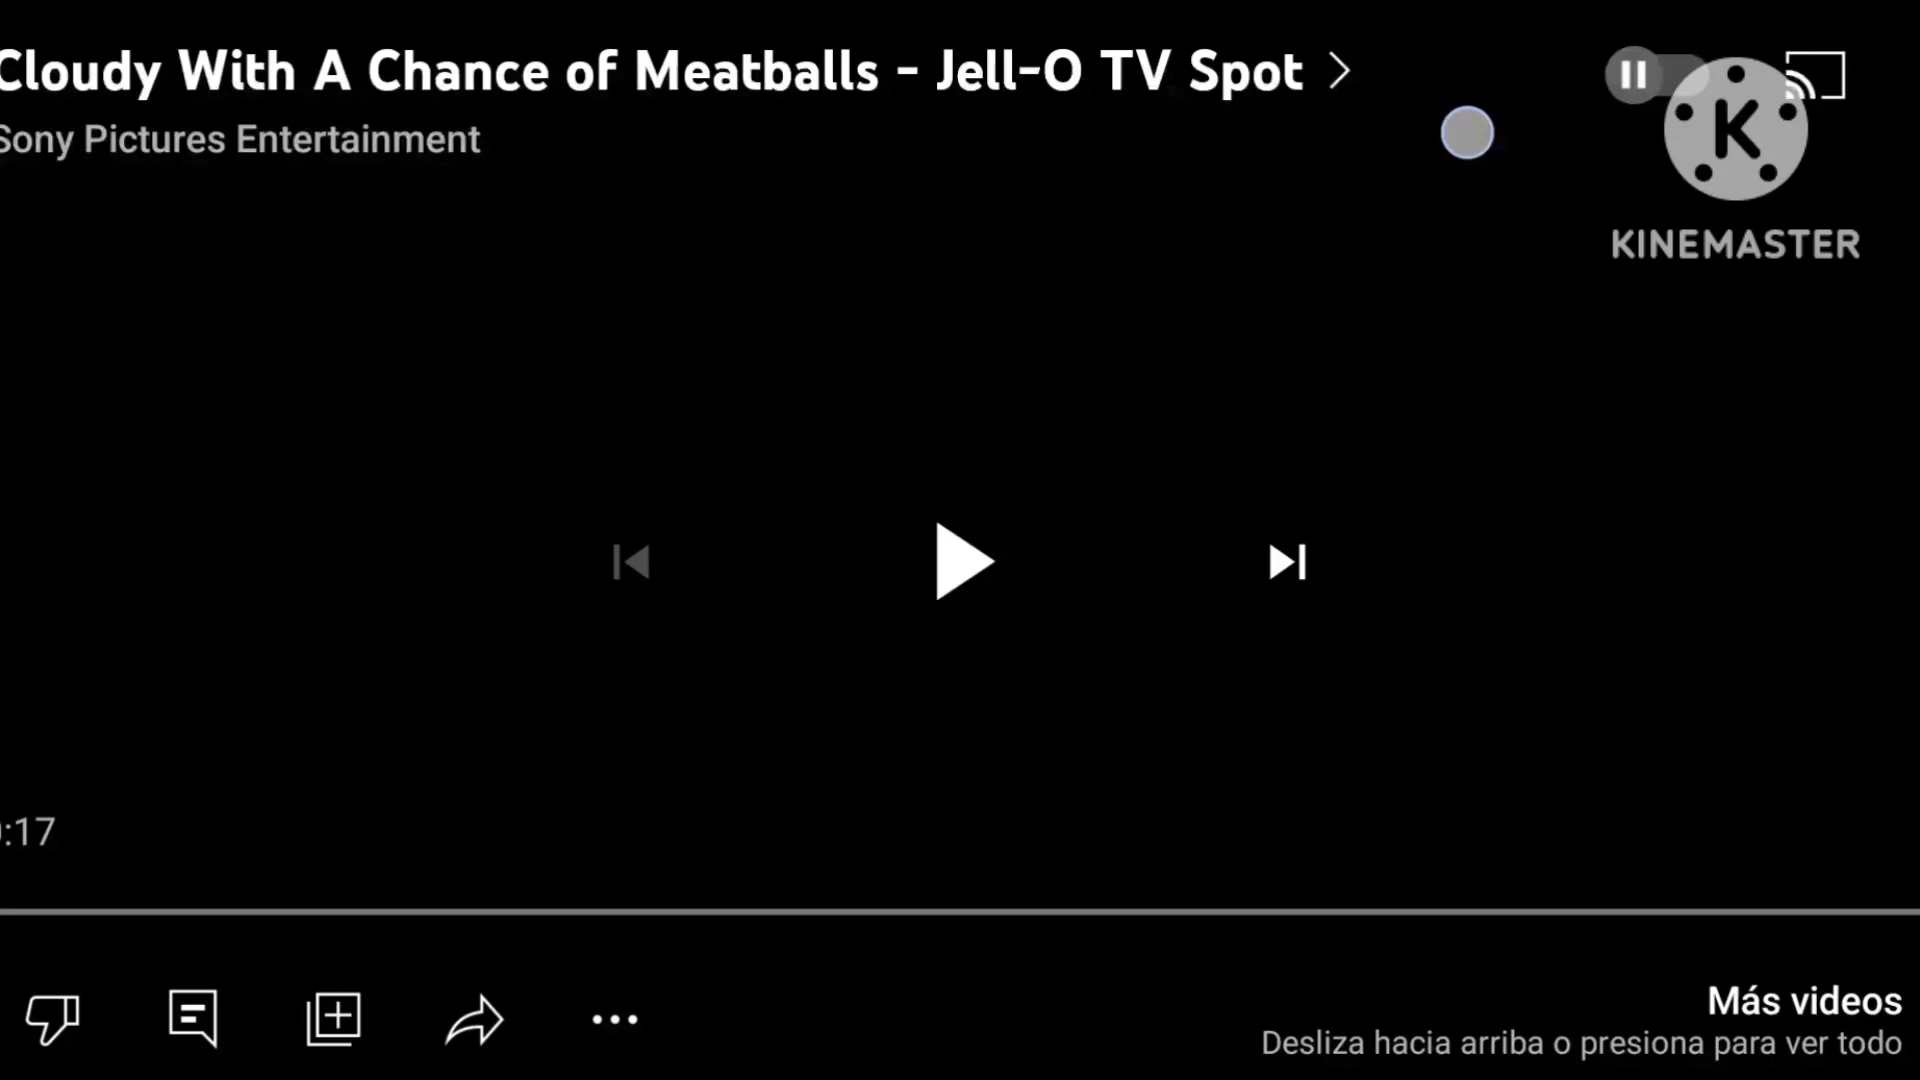 Cloudy With A Chance of Meatballs - Jell-O TV Spot
Sony Pictures Entertainment
K
KINEMASTER
:17
Más videos
Desliza hacia arriba o presiona para ver todo